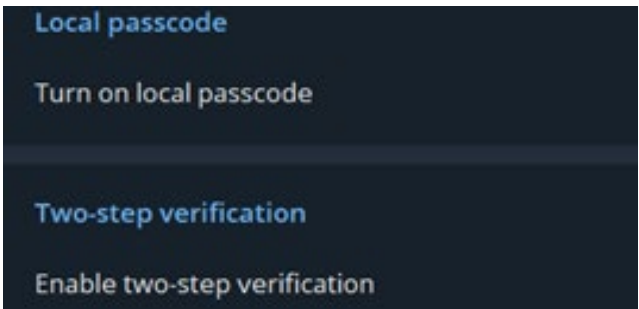 Local passcode
Turn on local passcode
Two-step verification
Enable two-step verification